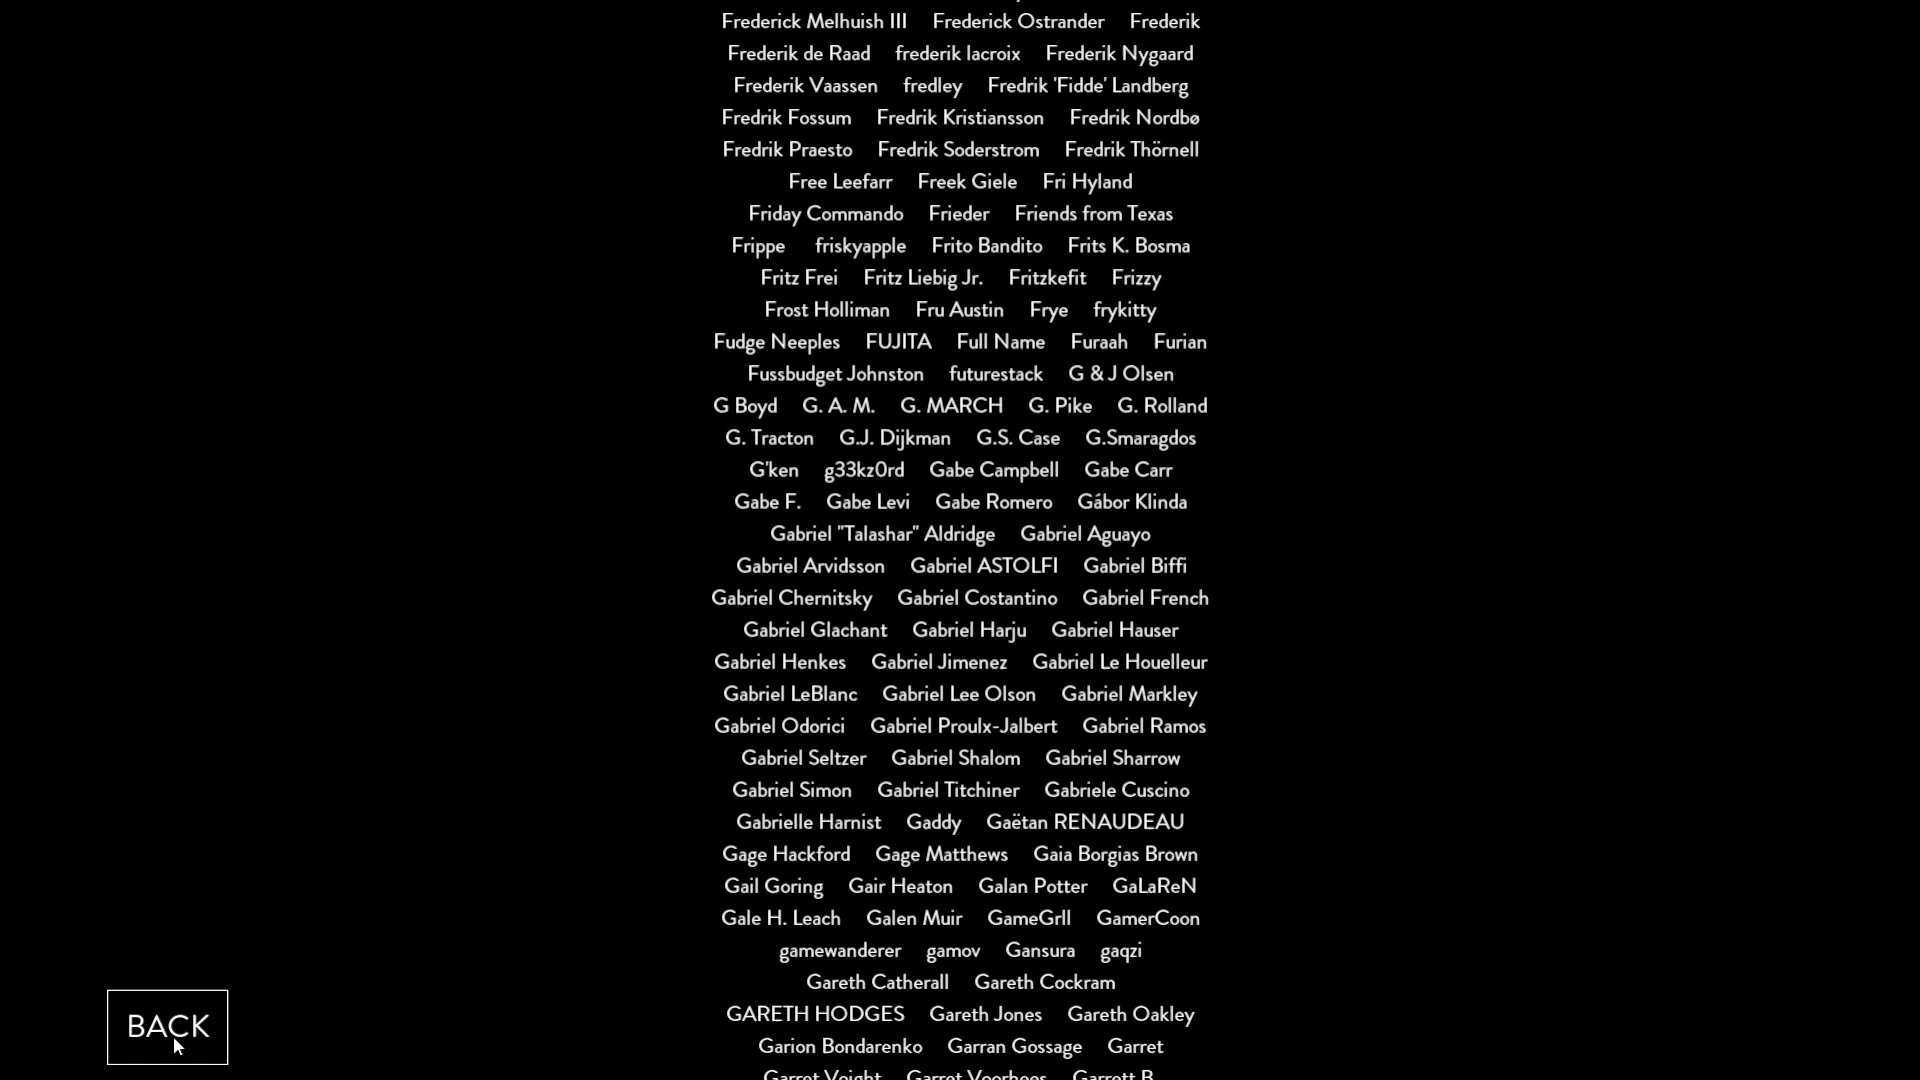 Frederick Melhuish III Frederick Ostrander Frederik
Frederik de Raad frederik lacroix Frederik Nygaard
Frederik Vaassen fredley Fredrik 'Fidde' Landberg
Fredrik Fossum Fredrik Kristiansson Fredrik Nordbø
Fredrik Praesto Fredrik Soderstrom Fredrik Thörnell
Free Leefarr Freek Giele Fri Hyland
Friday Commando Frieder Friends from Texas
Frippe friskyapple Frito Bandito Frits K. Bosma
Fritz Frei Fritz Liebig Jr. Fritzkefit Frizzy
Frost Holliman Fru Austin Frye frykitty
Fudge Neeples FUJITA Full Name Furaah Furian
Fussbudget Johnston futurestack G & J Olsen
G Boyd G. A. M. G. MARCH G. Pike G. Rolland
G. Tracton G.J. Dijkman G.S. Case G.Smaragdos
G'ken g33kz0rd Gabe Campbell Gabe Carr
Gabe F. Gabe Levi Gabe Romero Gábor Klinda
Gabriel "Talashar" Aldridge Gabriel Aguayo
Gabriel Arvidsson Gabriel ASTOLFI Gabriel Biffi
Gabriel Chernitsky Gabriel Costantino Gabriel French
Gabriel Glachant Gabriel Harju Gabriel Hauser
Gabriel Henkes Gabriel Jimenez Gabriel Le Houelleur
Gabriel LeBlanc Gabriel Lee Olson Gabriel Markley
Gabriel Odorici Gabriel Proulx-Jalbert Gabriel Ramos
Gabriel Seltzer Gabriel Shalom Gabriel Sharrow
Gabriel Simon Gabriel Titchiner Gabriele Cuscino
Gabrielle Harnist Gaddy Gaëtan RENAUDEAU
Gage Hackford Gage Matthews Gaia Borgias Brown
Gail Goring Gair Heaton Galan Potter GaLaReN
Gale H. Leach Galen Muir GameGrll GamerCoon
gamewanderer gamov Gansura gaqzi
Gareth Catherall Gareth Cockram
GARETH HODGES Gareth Jones Gareth Oakley
Garion Bondarenko Garran Gossage Garret
Garret Voight Garret Voorhees Garrett B
BACK